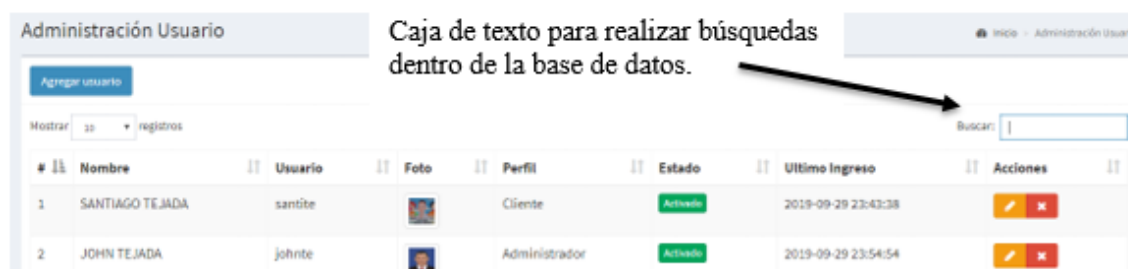 Administración Usuario
Caja de texto para realizar búsquedas
dentro de la base de datos.
Inicio > Administración Usuar
Agregar usuario
Mostrar 10 registros
Buscar:
# Nombre Usuario Foto Perfil Estado Ultimo Ingreso Acciones
1 SANTIAGO TEJADA santite Cliente Activado 2019-09-29 23:43:38
2 JOHN TEJADA johnte Administrador Activado 2019-09-29 23:54:54